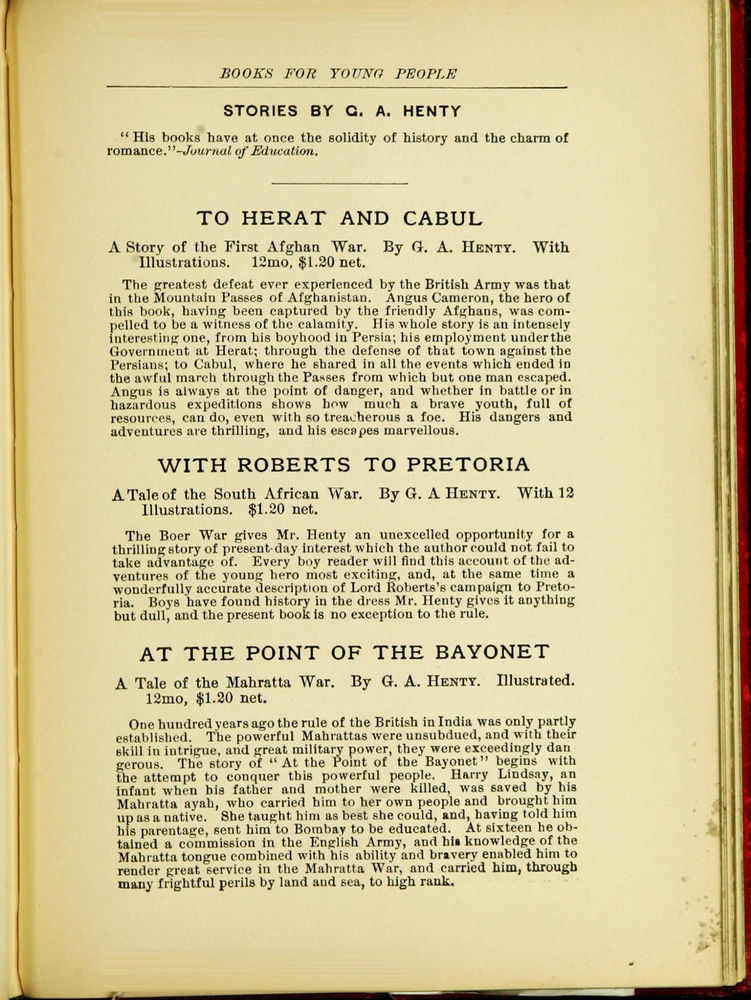 BOOKS FOR YOUNG PEOPLE
STORIES BY G. A. HENTY
“ His books have at once the solidity of history and the charm of
romance.”–Journal of Education.
TO HERAT AND CABUL
A Story of the First Afghan War. By G. A. HENTY. With
Illustrations. 12mo, $1.20 net.
The greatest defeat ever experienced by the British Army was that
in the Mountain Passes of Afghanistan. Angus Cameron, the hero of
this book, having been captured by the friendly Afghans, was com-
pelled to be a witness of the calamity. His whole story is an intensely
interesting one, from his boyhood in Persia; his employment under the
Government at Herat; through the defense of that town against the
Persians; to Cabul, where he shared in all the events which ended in
the awful march through the Passes from which but one man escaped.
Angus is always at the point of danger, and whether in battle or in
hazardous expeditions shows how much a brave youth, full of
resources, can do, even with so treacherous a foe. His dangers and
adventures are thrilling, and his escapes marvellous.
WITH ROBERTS TO PRETORIA
A Tale of the South African War. By G. A HENTY. With 12
Illustrations. $1.20 net.
The Boer War gives Mr. Henty an unexcelled opportunity for a
thrilling story of present-day interest which the author could not fail to
take advantage of. Every boy reader will find this account of the ad-
ventures of the young hero most exciting, and, at the same time a
wonderfully accurate description of Lord Roberts's campaign to Preto-
ria. Boys have found history in the dress Mr. Henty gives it anything
but dull, and the present book is no exception to the rule.
AT THE POINT OF THE BAYONET
A Tale of the Mahratta War. By G. A. HENTY. Illustrated.
12mo, $1.20 net.
One hundred years ago the rule of the British in India was only partly
established. The powerful Mahrattas were unsubdued, and with their
skill in intrigue, and great military power, they were exceedingly dan
gerous. The story of “ At the Point of the Bayonet” begins with
the attempt to conquer this powerful people. Harry Lindsay, an
infant when his father and mother were killed, was saved by his
Mahratta ayah, who carried him to her own people and brought him
up as a native. She taught him as best she could, and, having told him
his parentage, sent him to Bombay to be educated. At sixteen he ob-
tained a commission in the English Army, and his knowledge of the
Mahratta tongue combined with his ability and bravery enabled him to
render great service in the Mahratta War, and carried him, through
many frightful perils by land and sea, to high rank.